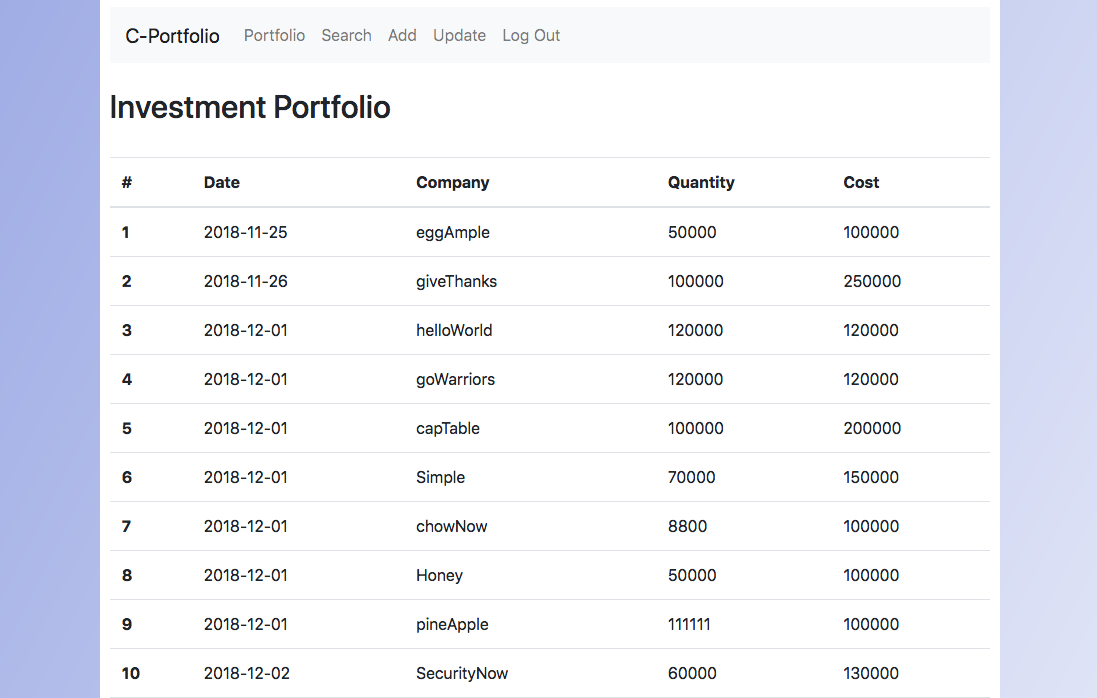 C-Portfolio Portfolio Search Add Update Log Out
Investment Portfolio
# Date Company Quantity Cost
1 2018-11-25 eggAmple 50000 100000
2 2018-11-26 giveThanks 100000 250000
3 2018-12-01 helloWorld 120000 120000
4 2018-12-01 goWarriors 120000 120000
5 2018-12-01 capTable 100000 200000
6 2018-12-01 Simple 70000 150000
7 2018-12-01 chowNow 8800 100000
8 2018-12-01 Honey 50000 100000
9 2018-12-01 pineApple 111111 100000
10 2018-12-02 SecurityNow 60000 130000